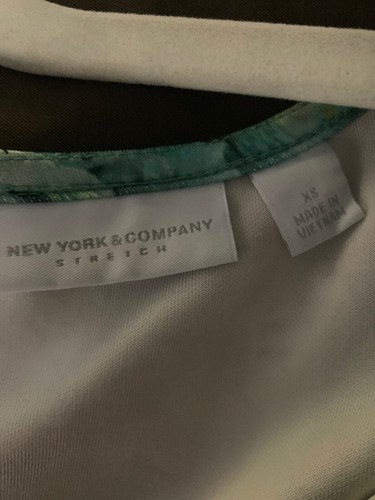 NEW YORK & COMPANY
STRETCH
XS
MADE IN
VIETNAM